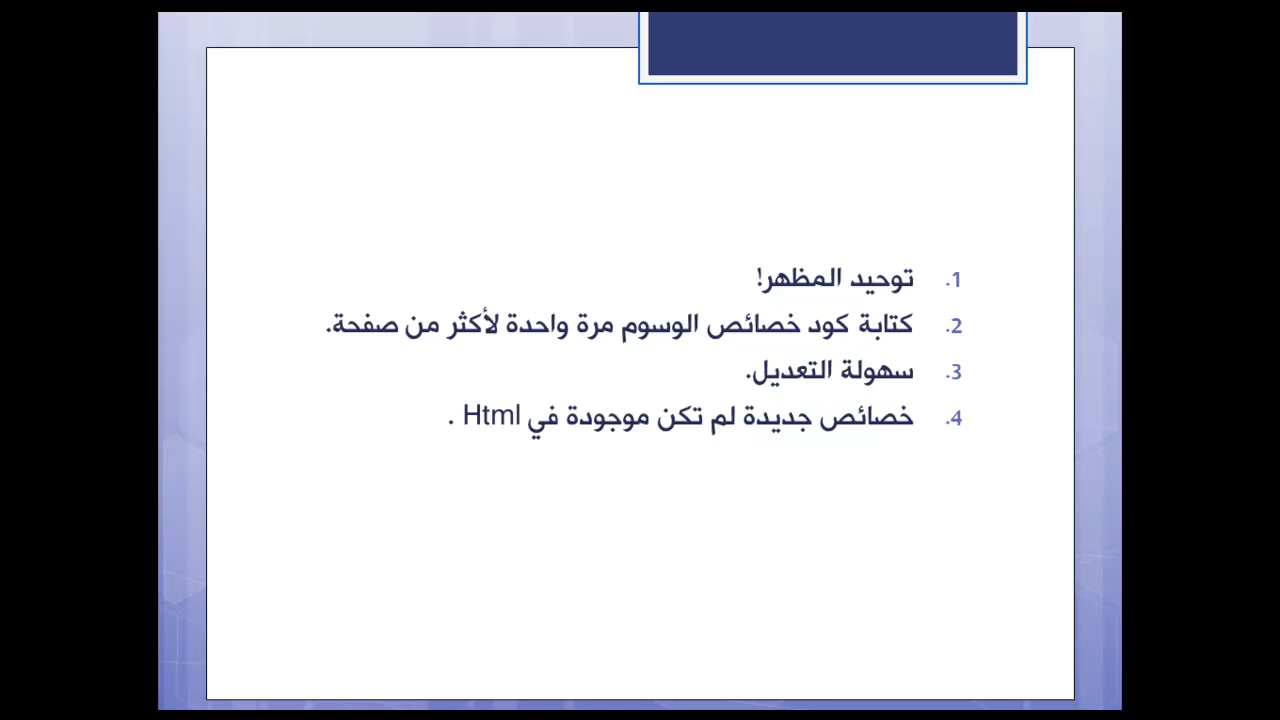 1. توحيد المظهر!
2. كتابة كود خصائص الوسوم مرة واحدة لأكثر من صفحة.
3. سهولة التعديل.
4. خصائص جديدة لم تكن موجودة في Html .